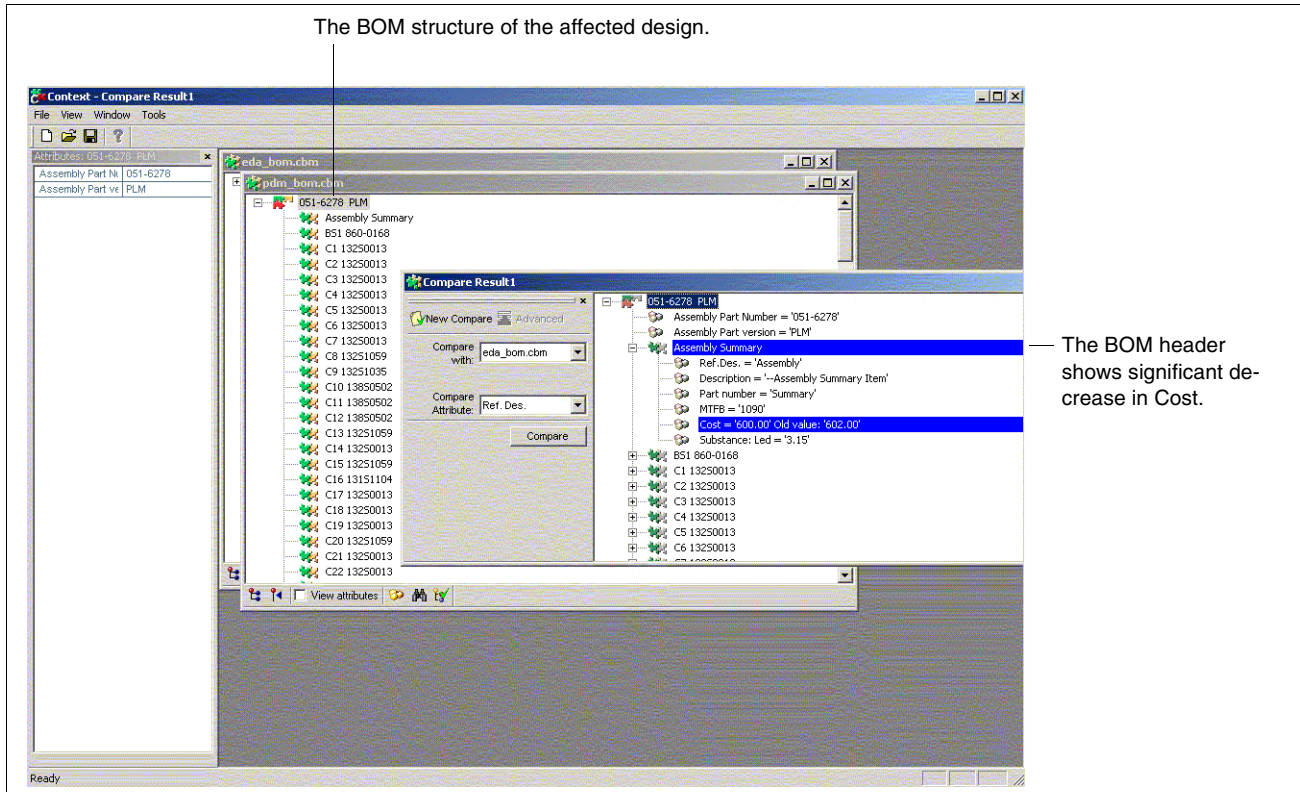 The BOM structure of the affected design.
Context - Compare Result1
File View Window Tools
Attributes: 051-6278 PLM
Assembly Part Nu 051-6278
Assembly Part ve PLM
eda_bom.cbm
pdm_bom.cbm
051-6278 PLM
Assembly Summary
BS1 860-0168
C1 132S0013
C2 132S0013
C3 132S0013
C4 132S0013
C5 132S0013
C6 132S0013
C7 132S0013
C8 132S1059
C9 132S1035
C10 138S0502
C11 138S0502
C12 138S0502
C13 132S1059
C14 132S0013
C15 132S1059
C16 131S1104
C17 132S0013
C18 132S0013
C19 132S0013
C20 132S1059
C21 132S0013
C22 132S0013
View attributes
Compare Result1
New Compare Advanced
Compare with: eda_bom.cbm
Compare Attribute: Ref. Des.
Compare
051-6278 PLM
Assembly Part Number = '051-6278'
Assembly Part version = 'PLM'
Assembly Summary
Ref.Des. = 'Assembly'
Description = '--Assembly Summary Item'
Part number = 'Summary'
MTFB = '1090'
Cost = '600.00' Old value: '602.00'
Substance: Led = '3.15'
BS1 860-0168
C1 132S0013
C2 132S0013
C3 132S0013
C4 132S0013
C5 132S0013
C6 132S0013
The BOM header
shows significant de-
crease in Cost.
Ready